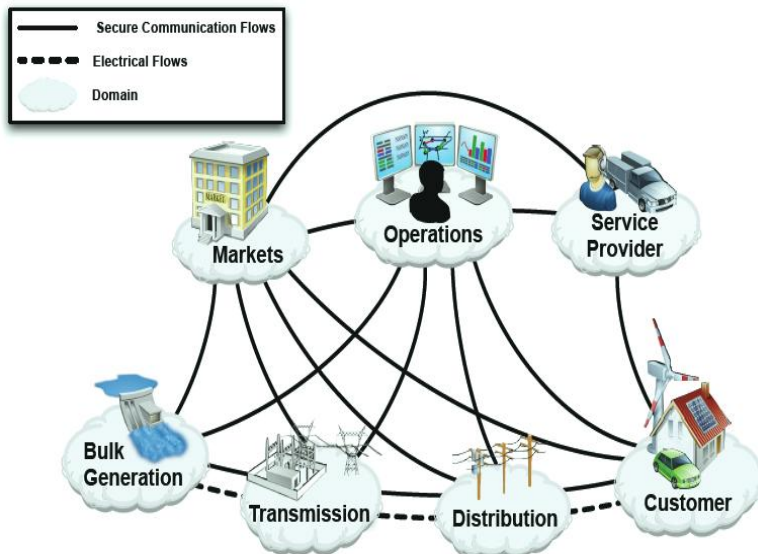 Secure Communication Flows
Electrical Flows
Domain
Markets
Operations
Service
Provider
Bulk
Generation
Transmission
Distribution
Customer